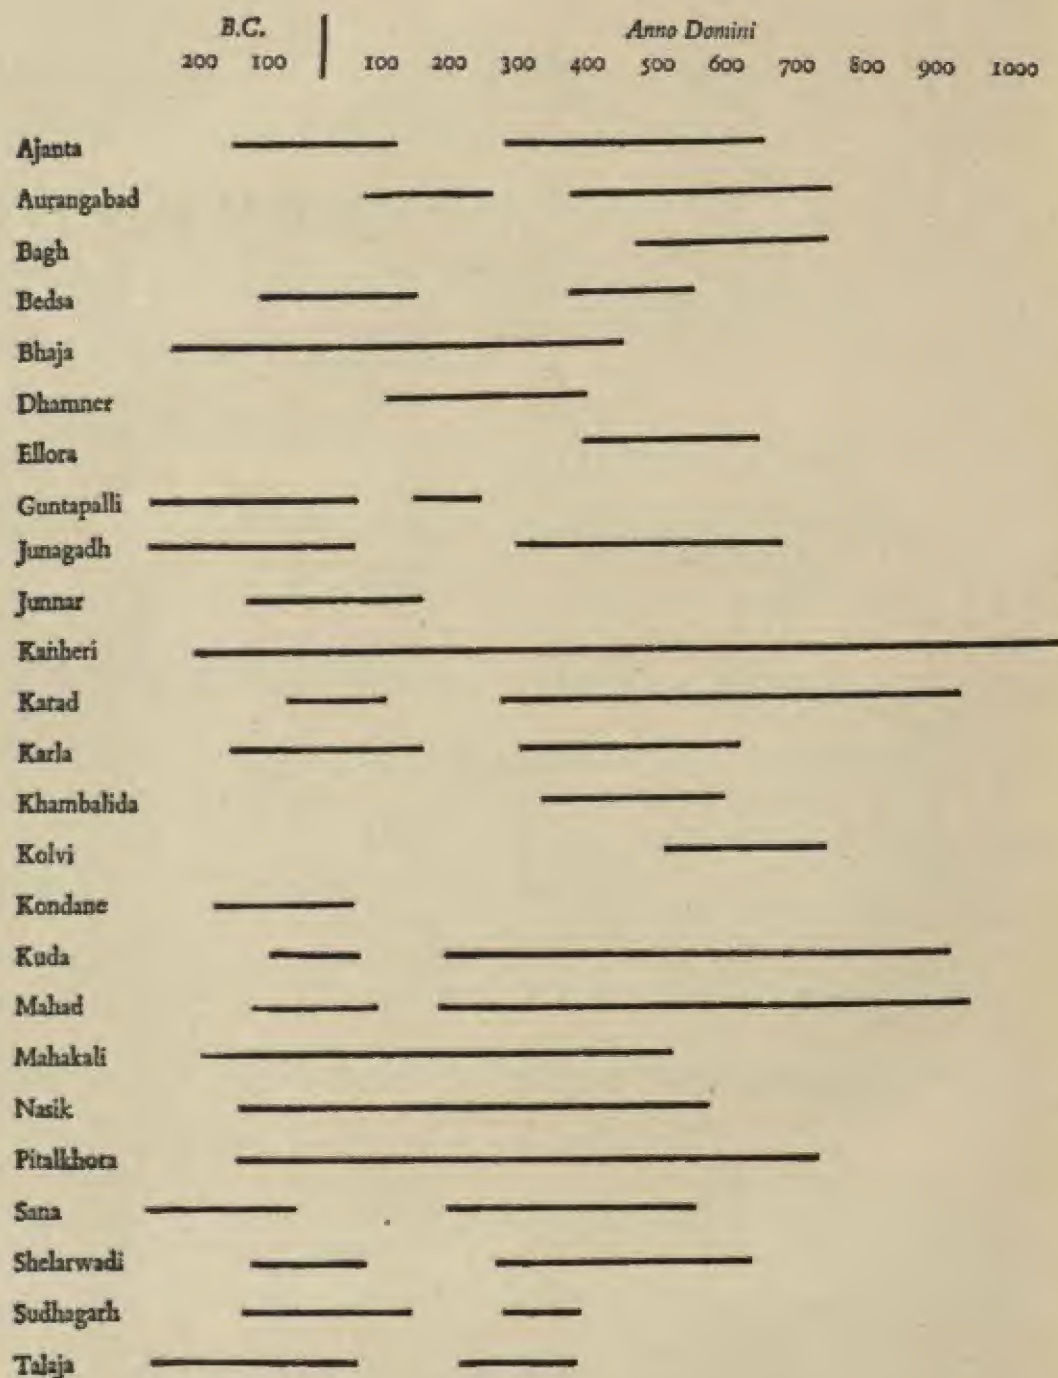 B.C. Anno Domini
200 100 100 200 300 400 500 600 700 800 900 1000
Ajanta
Aurangabad
Bagh
Bedsa
Bhaja
Dhamner
Ellora
Guntapalli
Junagadh
Junnar
Kanheri
Karad
Karla
Khambalida
Kolvi
Kondane
Kuda
Mahad
Mahakali
Nasik
Pitalkhora
Sana
Shelarwadi
Sudhagarh
Talaja